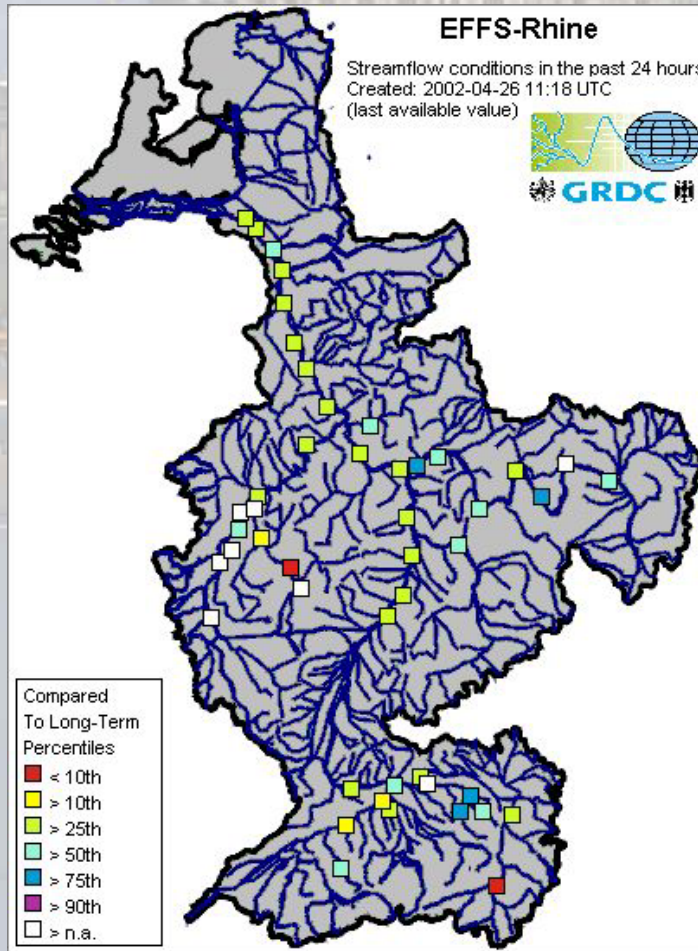 EFFS-Rhine
Streamflow conditions in the past 24 hours
Created: 2002-04-26 11:18 UTC
(last available value)
GRDC
Compared
To Long-Term
Percentiles
< 10th
> 10th
> 25th
> 50th
> 75th
> 90th
> n.a.